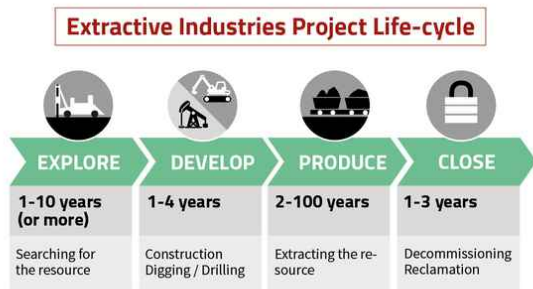 Extractive Industries Project Life-cycle
EXPLORE
DEVELOP
PRODUCE
CLOSE
1-10 years
(or more)
1-4 years
2-100 years
1-3 years
Searching for
the resource
Construction
Digging / Drilling
Extracting the re-
source
Decommissioning
Reclamation